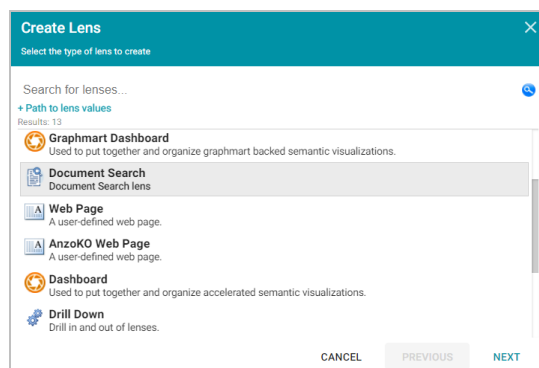 Create Lens
Select the type of lens to create
Search for lenses...
+ Path to lens values
Results: 13
Graphmart Dashboard
Used to put together and organize graphmart backed semantic visualizations.
Document Search
Document Search lens
Web Page
A user-defined web page.
AnzoKO Web Page
A user-defined web page.
Dashboard
Used to put together and organize accelerated semantic visualizations.
Drill Down
Drill in and out of lenses.
CANCEL PREVIOUS NEXT